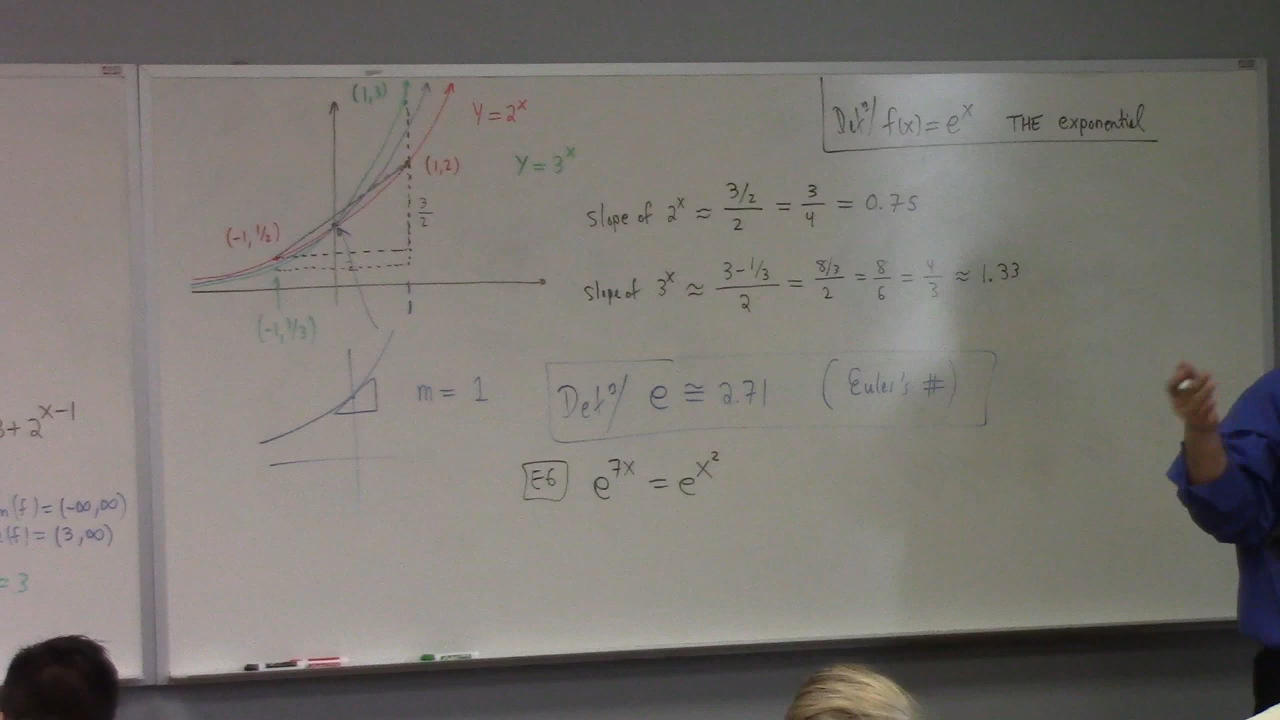 (1,3)
Y=2^x
(1,2)
Y=3^x
3/2
(-1,1/2)
(-1,1/3)
Def^n/ f(x)=e^x THE exponential
slope of 2^x ≈ (3/2)/2 = 3/4 = 0.75
slope of 3^x ≈ (3-1/3)/2 = (8/3)/2 = 8/6 = 4/3 ≈ 1.33
m = 1
Def^n/ e ≅ 2.71 (Euler's #)
E6 e^7x = e^x^2
3+2^x-1
(f)=(-∞,∞)
(f)=(3,∞)
=3